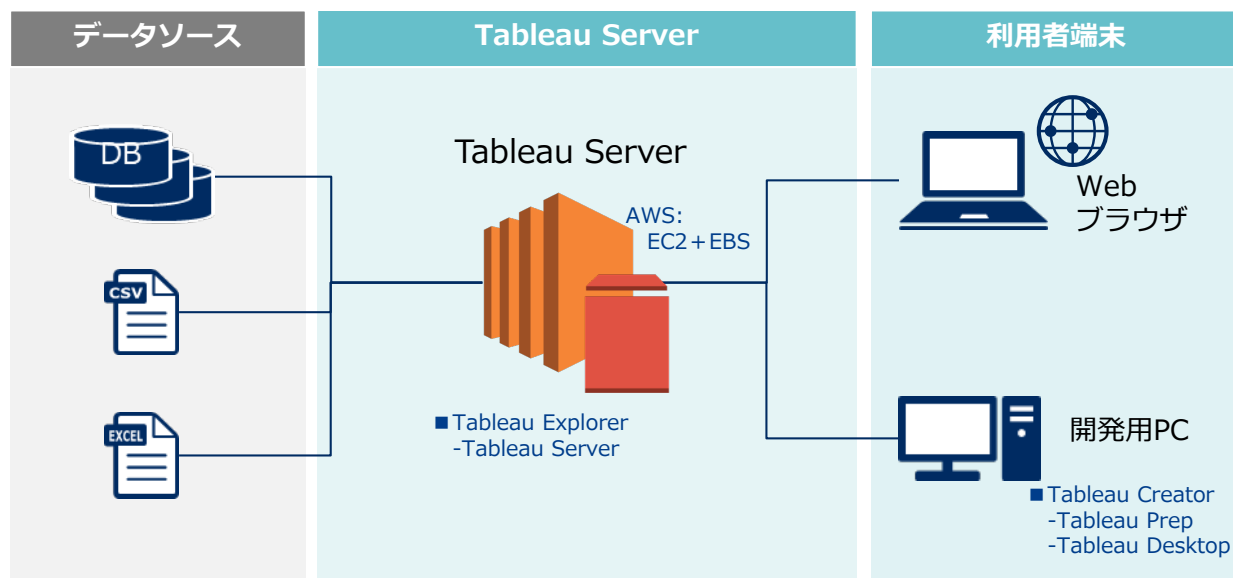 データソース
Tableau Server
利用者端末
DB
CSV
EXCEL
Tableau Server
AWS:
EC2+EBS
■Tableau Explorer
-Tableau Server
Web
ブラウザ
開発用PC
■Tableau Creator
-Tableau Prep
-Tableau Desktop